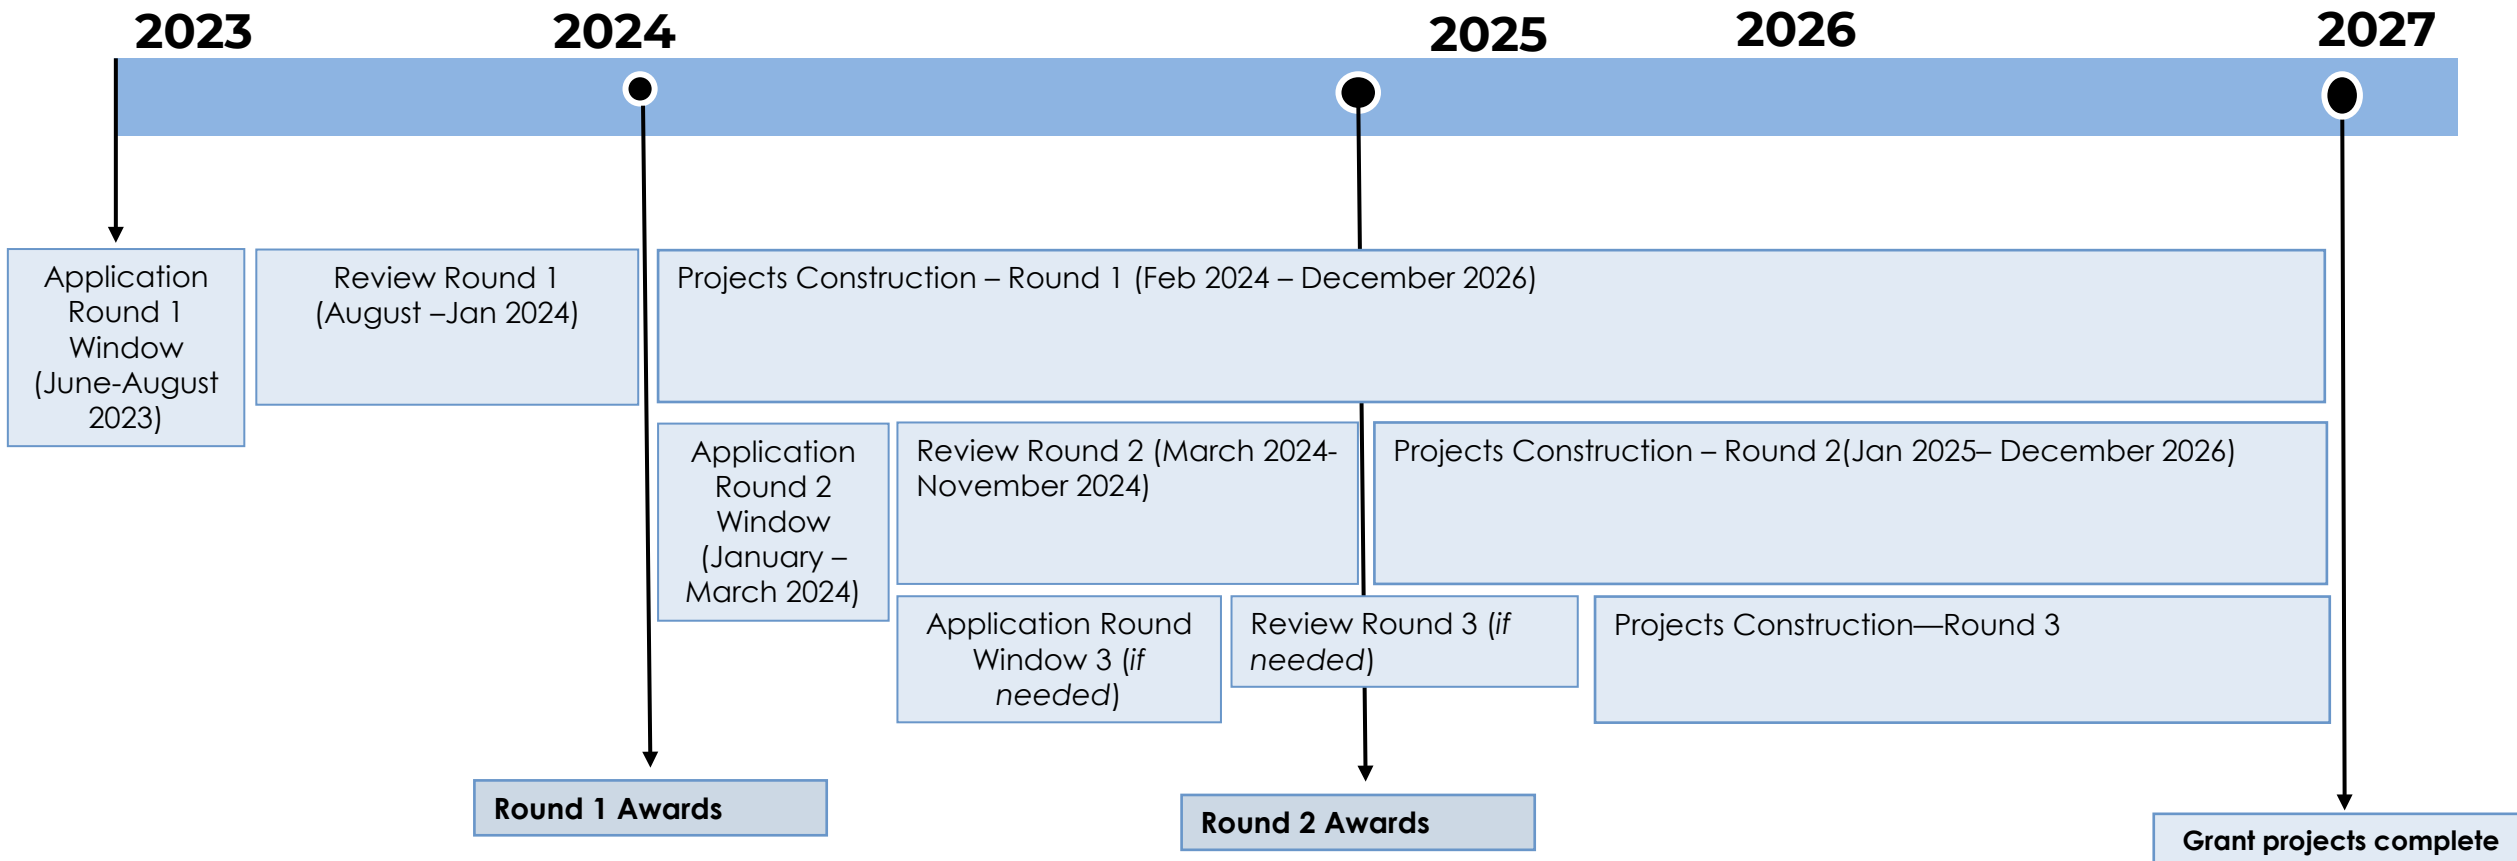 2023
2024
2025
2026
2027
Application
Round 1
Window
(June-August
2023)
Review Round 1
(August –Jan 2024)
Projects Construction – Round 1 (Feb 2024 – December 2026)
Application
Round 2
Window
(January –
March 2024)
Review Round 2 (March 2024-
November 2024)
Projects Construction – Round 2(Jan 2025– December 2026)
Application Round
Window 3 (if
needed)
Review Round 3 (if
needed)
Projects Construction—Round 3
Round 1 Awards
Round 2 Awards
Grant projects complete